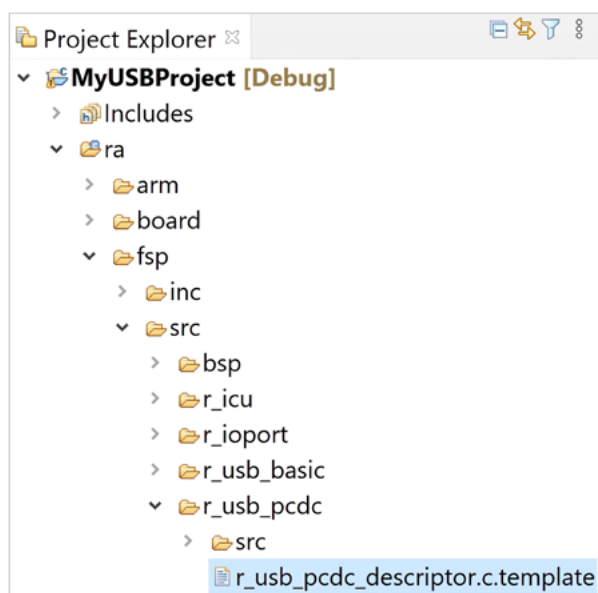 Project Explorer
MyUSBProject [Debug]
Includes
ra
arm
board
fsp
inc
src
bsp
r_icu
r_ioport
r_usb_basic
r_usb_pcdc
src
r_usb_pcdc_descriptor.c.template